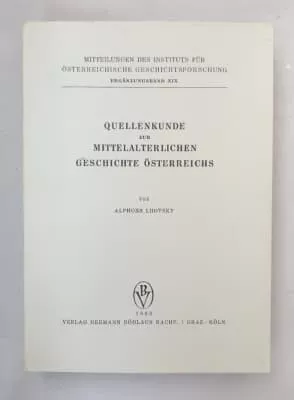 MITTEILUNGEN DES INSTITUTS FÜR
ÖSTERREICHISCHE GESCHICHTSFORSCHUNG
ERGÄNZUNGSBAND XIX
QUELLENKUNDE
ZUR
MITTELALTERLICHEN
GESCHICHTE ÖSTERREICHS
VON
ALPHONS LHOTSKY
1963
VERLAG HERMANN BÖHLAUS NACHF. / GRAZ-KÖLN